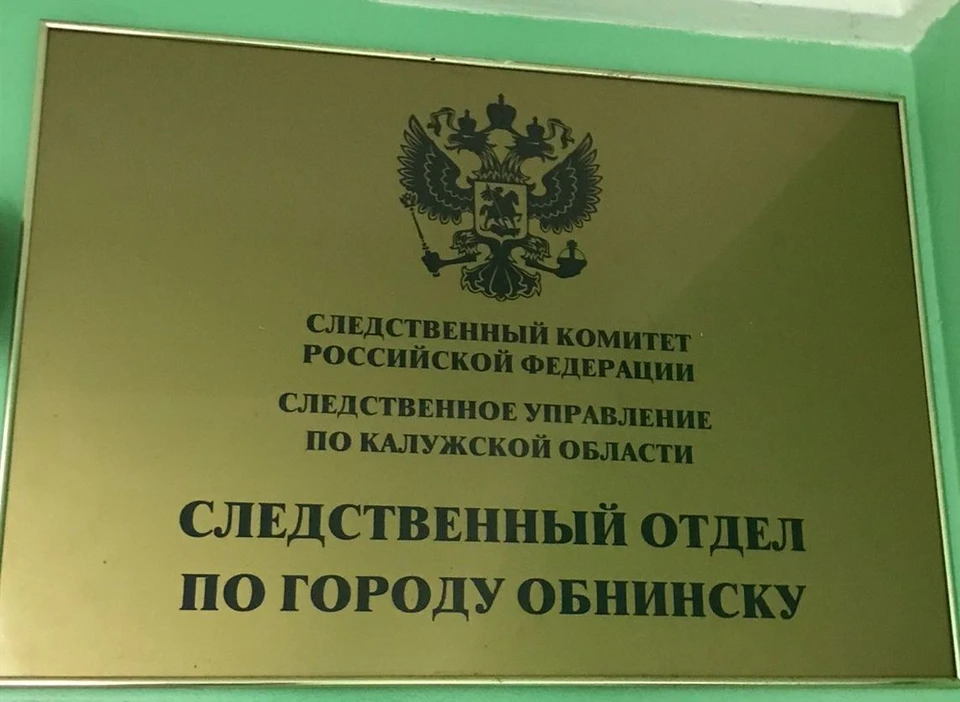 СЛЕДСТВЕННЫЙ КОМИТЕТ
РОССИЙСКОЙ ФЕДЕРАЦИИ
СЛЕДСТВЕННОЕ УПРАВЛЕНИЕ
ПО КАЛУЖСКОЙ ОБЛАСТИ
СЛЕДСТВЕННЫЙ ОТДЕЛ
ПО ГОРОДУ ОБНИНСКУ